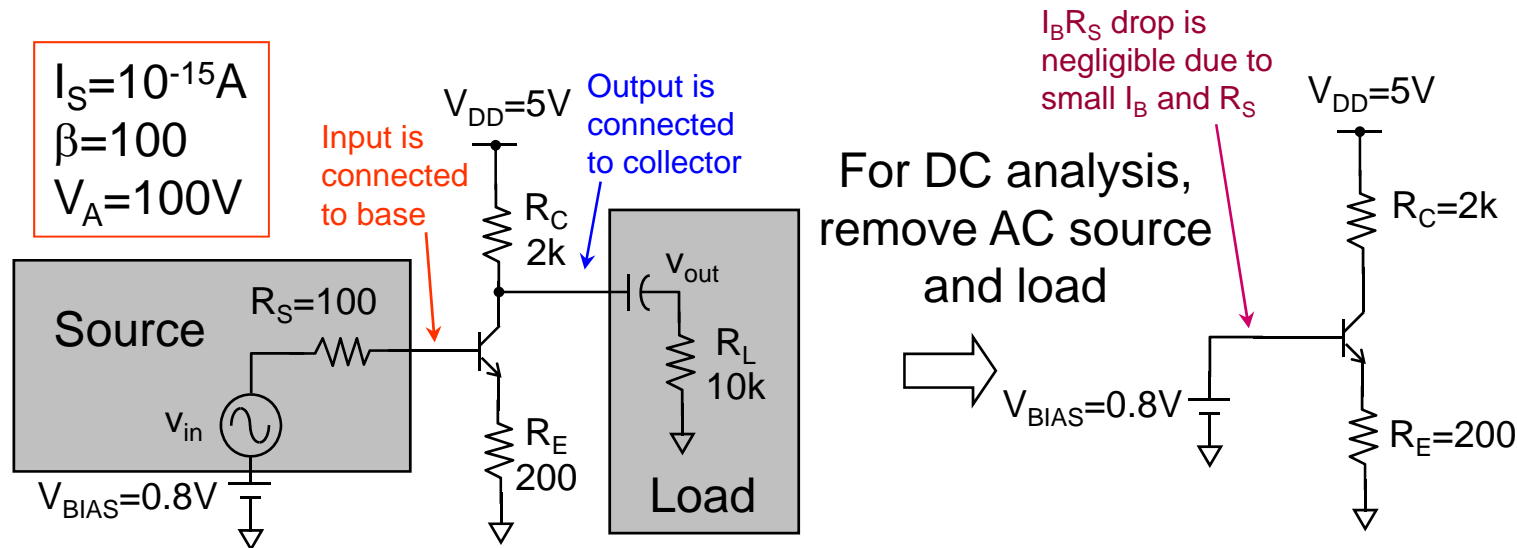 I_S=10^-15A
β=100
V_A=100V
Input is
connected
to base
V_DD=5V
Output is
connected
to collector
R_C
2k
Source
R_S=100
v_in
V_BIAS=0.8V
R_E
200
v_out
R_L
10k
Load
For DC analysis,
remove AC source
and load
I_BR_S drop is
negligible due to
small I_B and R_S
V_DD=5V
R_C=2k
V_BIAS=0.8V
R_E=200